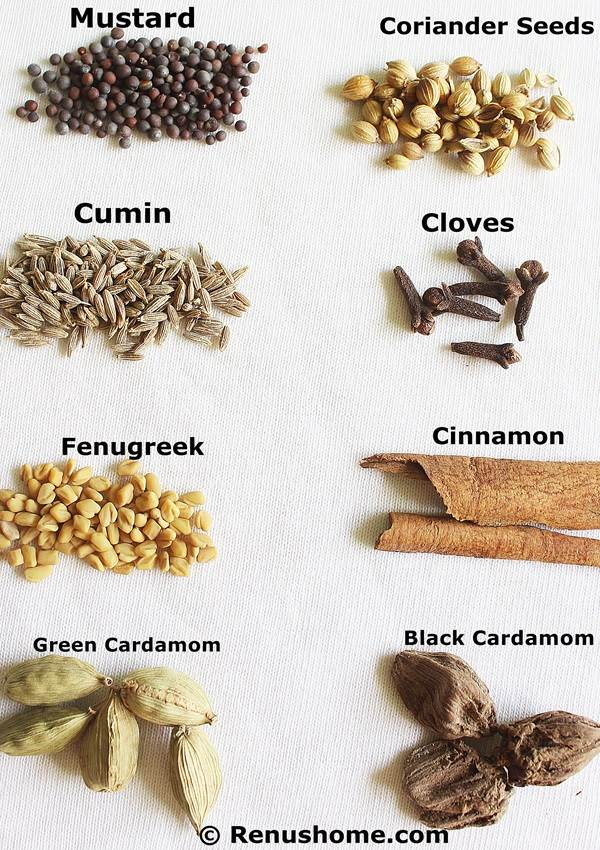 Mustard
Coriander Seeds
Cumin
Cloves
Fenugreek
Cinnamon
Green Cardamom
Black Cardamom
© Renushome.com